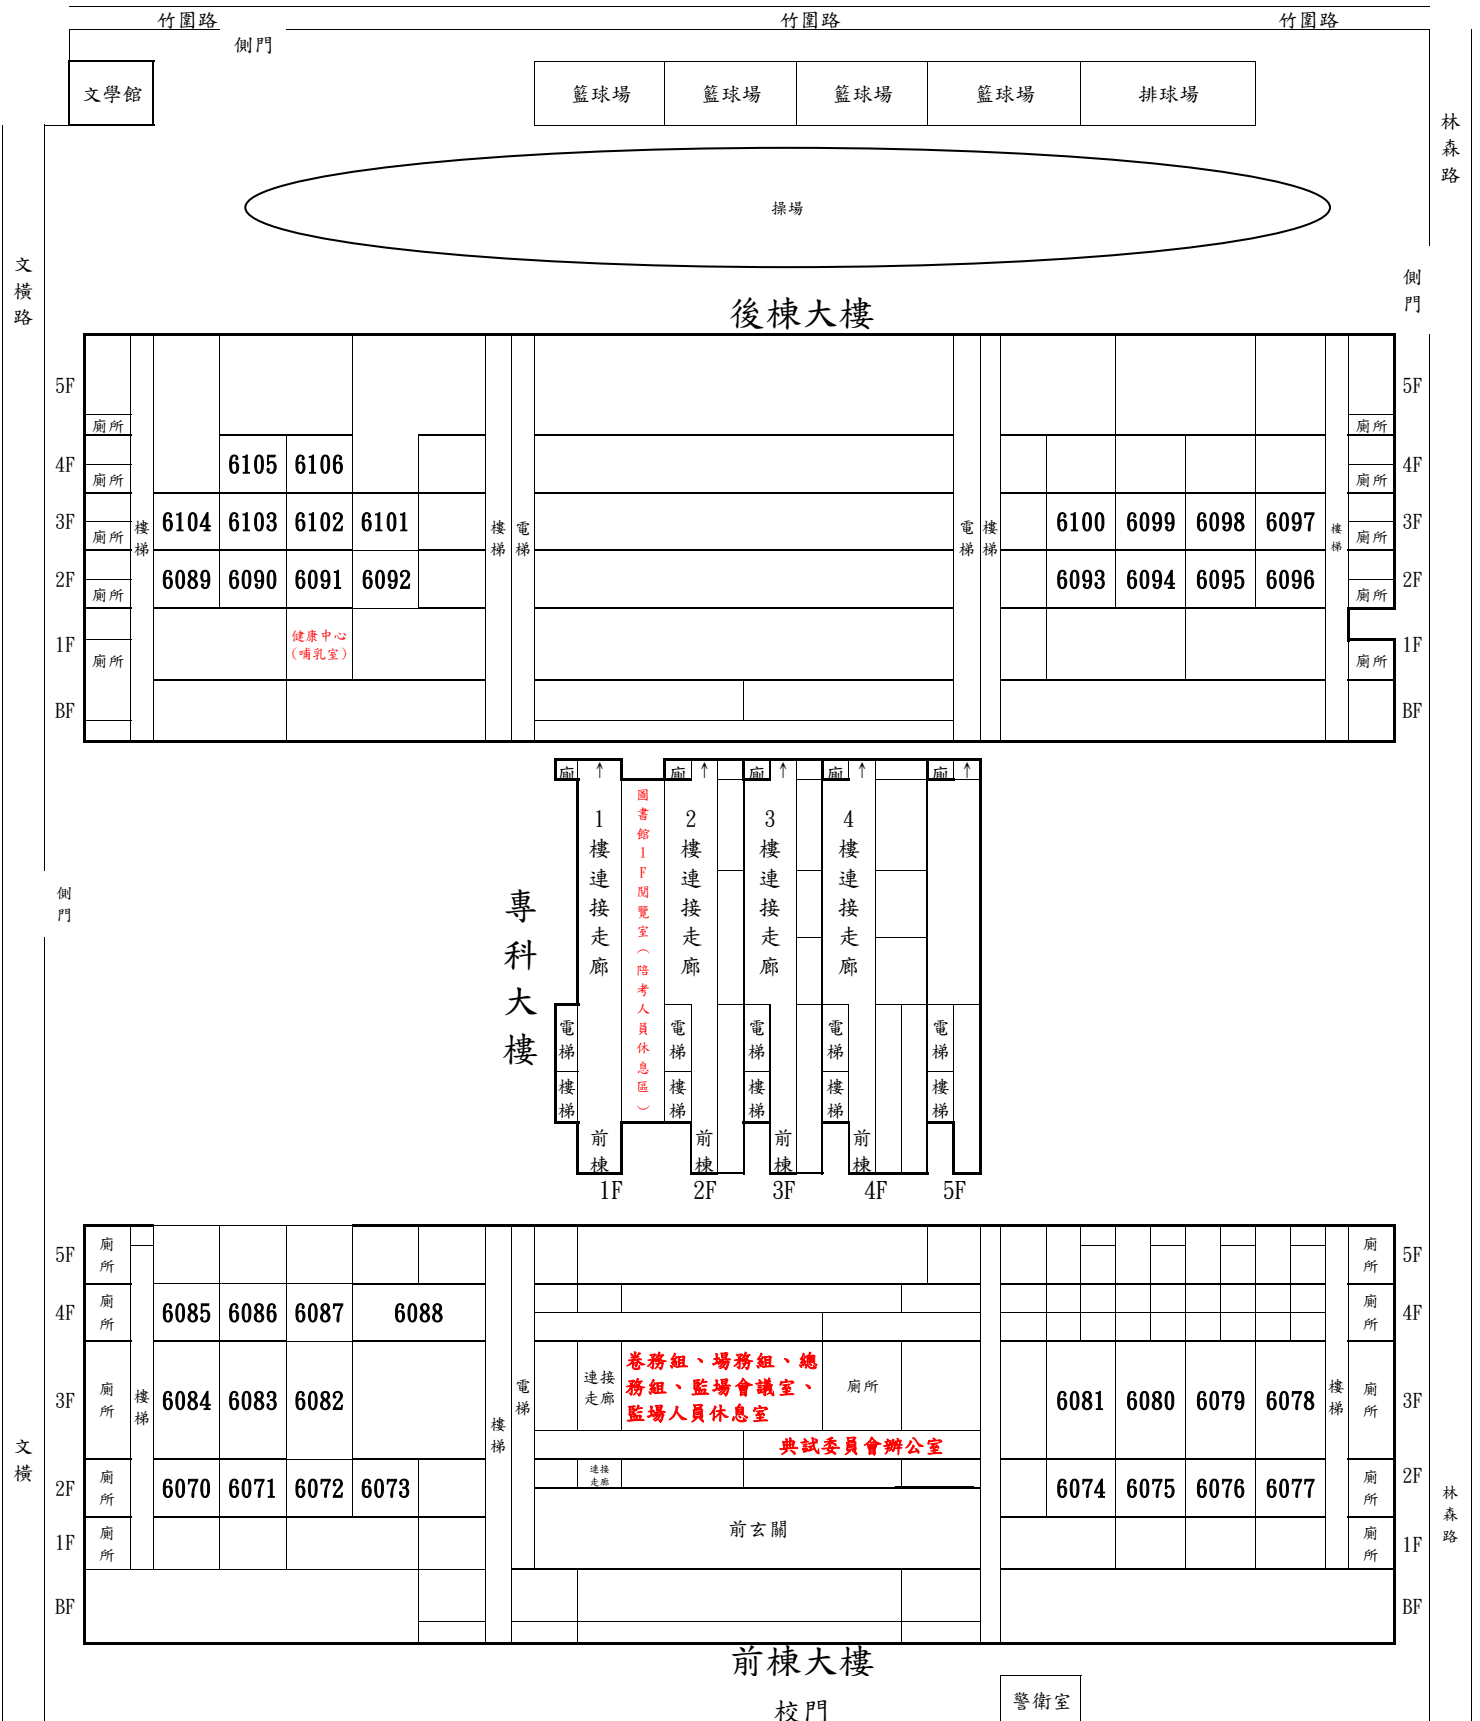 竹圍路 竹圍路 竹圍路
側門
文學館 籃球場 籃球場 籃球場 籃球場 排球場
林森路
操場
文橫路
側門
後棟大樓
5F 5F
廁所 廁所
4F 6105 6106 4F
廁所 廁所
3F 6104 6103 6102 6101 6100 6099 6098 6097 3F
廁所 廁所
樓梯 樓梯 電梯 電梯 樓梯 樓梯
2F 6089 6090 6091 6092 6093 6094 6095 6096 2F
廁所 廁所
1F 健康中心 1F
(哺乳室)
廁所 廁所
BF BF
廁 ↑ 廁 ↑ 廁 ↑ 廁 ↑ 廁 ↑
側門
專科大樓
1樓連接走廊
圖書館1F閱覽室(陪考人員休息區)
2樓連接走廊
3樓連接走廊
4樓連接走廊
電梯 電梯 電梯 電梯 電梯
樓梯 樓梯 樓梯 樓梯 樓梯
前棟 前棟 前棟 前棟
1F 2F 3F 4F 5F
5F 廁所 廁所 5F
4F 廁所 6085 6086 6087 6088 廁所 4F
卷務組、場務組、總
務組、監場會議室、
監場人員休息室
連接走廊 廁所
3F 廁所 樓梯 6084 6083 6082 樓梯 電梯 6081 6080 6079 6078 樓梯 廁所 3F
典試委員會辦公室
文橫
連接走廊
2F 廁所 6070 6071 6072 6073 6074 6075 6076 6077 廁所 2F
林森路
前玄關
1F 廁所 廁所 1F
BF BF
前棟大樓
校門
警衛室